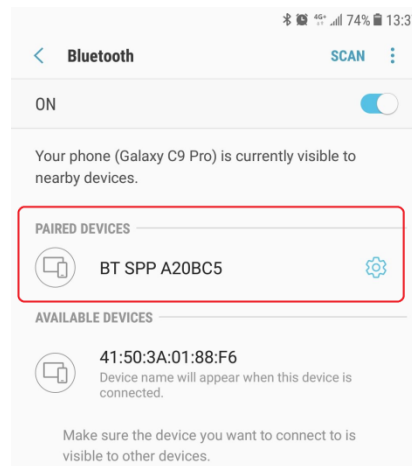 74% 13:3
Bluetooth SCAN
ON
Your phone (Galaxy C9 Pro) is currently visible to
nearby devices.
PAIRED DEVICES
BT SPP A20BC5
AVAILABLE DEVICES
41:50:3A:01:88:F6
Device name will appear when this device is
connected.
Make sure the device you want to connect to is
visible to other devices.